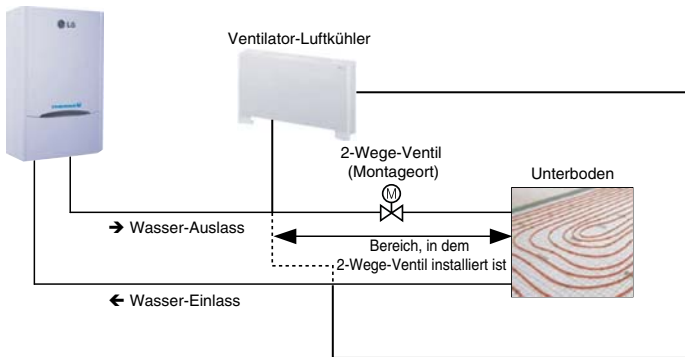 LG
Ventilator-Luftkühler
2-Wege-Ventil
(Montageort)
M
Unterboden
→ Wasser-Auslass
Bereich, in dem
2-Wege-Ventil installiert ist
← Wasser-Einlass